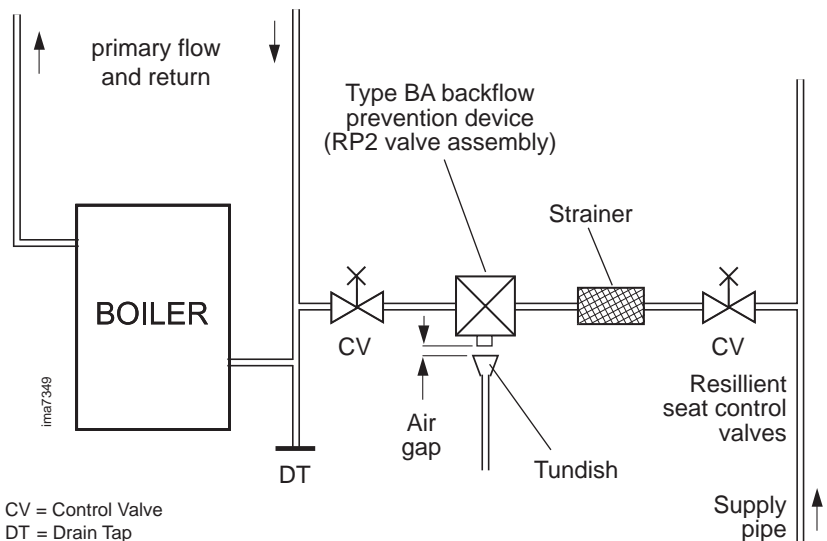 primary flow
and return
Type BA backflow
prevention device
(RP2 valve assembly)
Strainer
BOILER
CV
CV
Resillient
seat control
valves
Air
gap
Tundish
DT
ima7349
CV = Control Valve
DT = Drain Tap
Supply
pipe